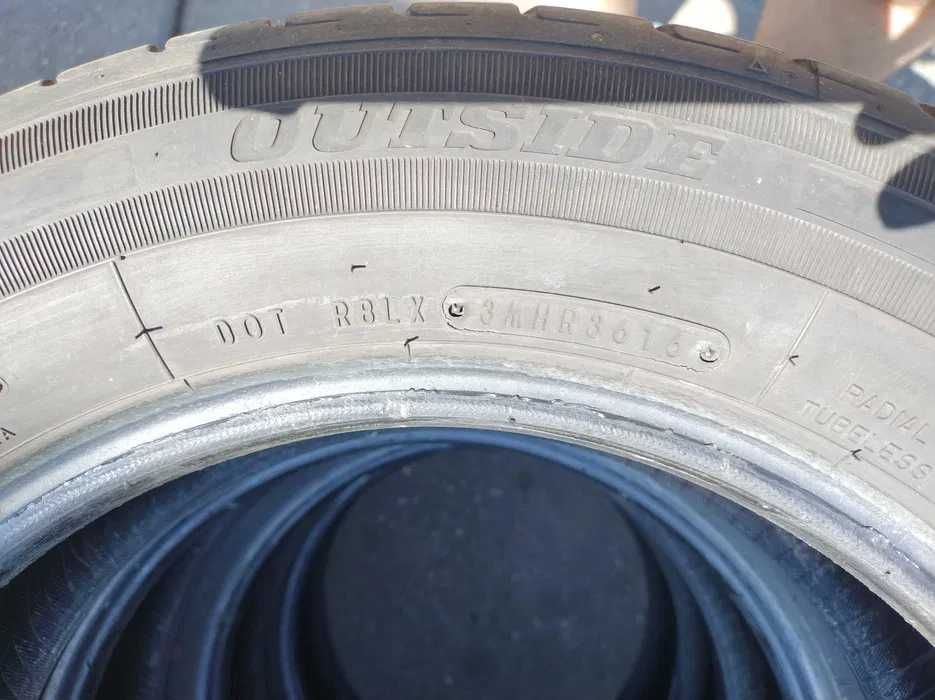 OUTSIDE
DOT R8LX 3MHR3616
RADIAL
TUBELESS